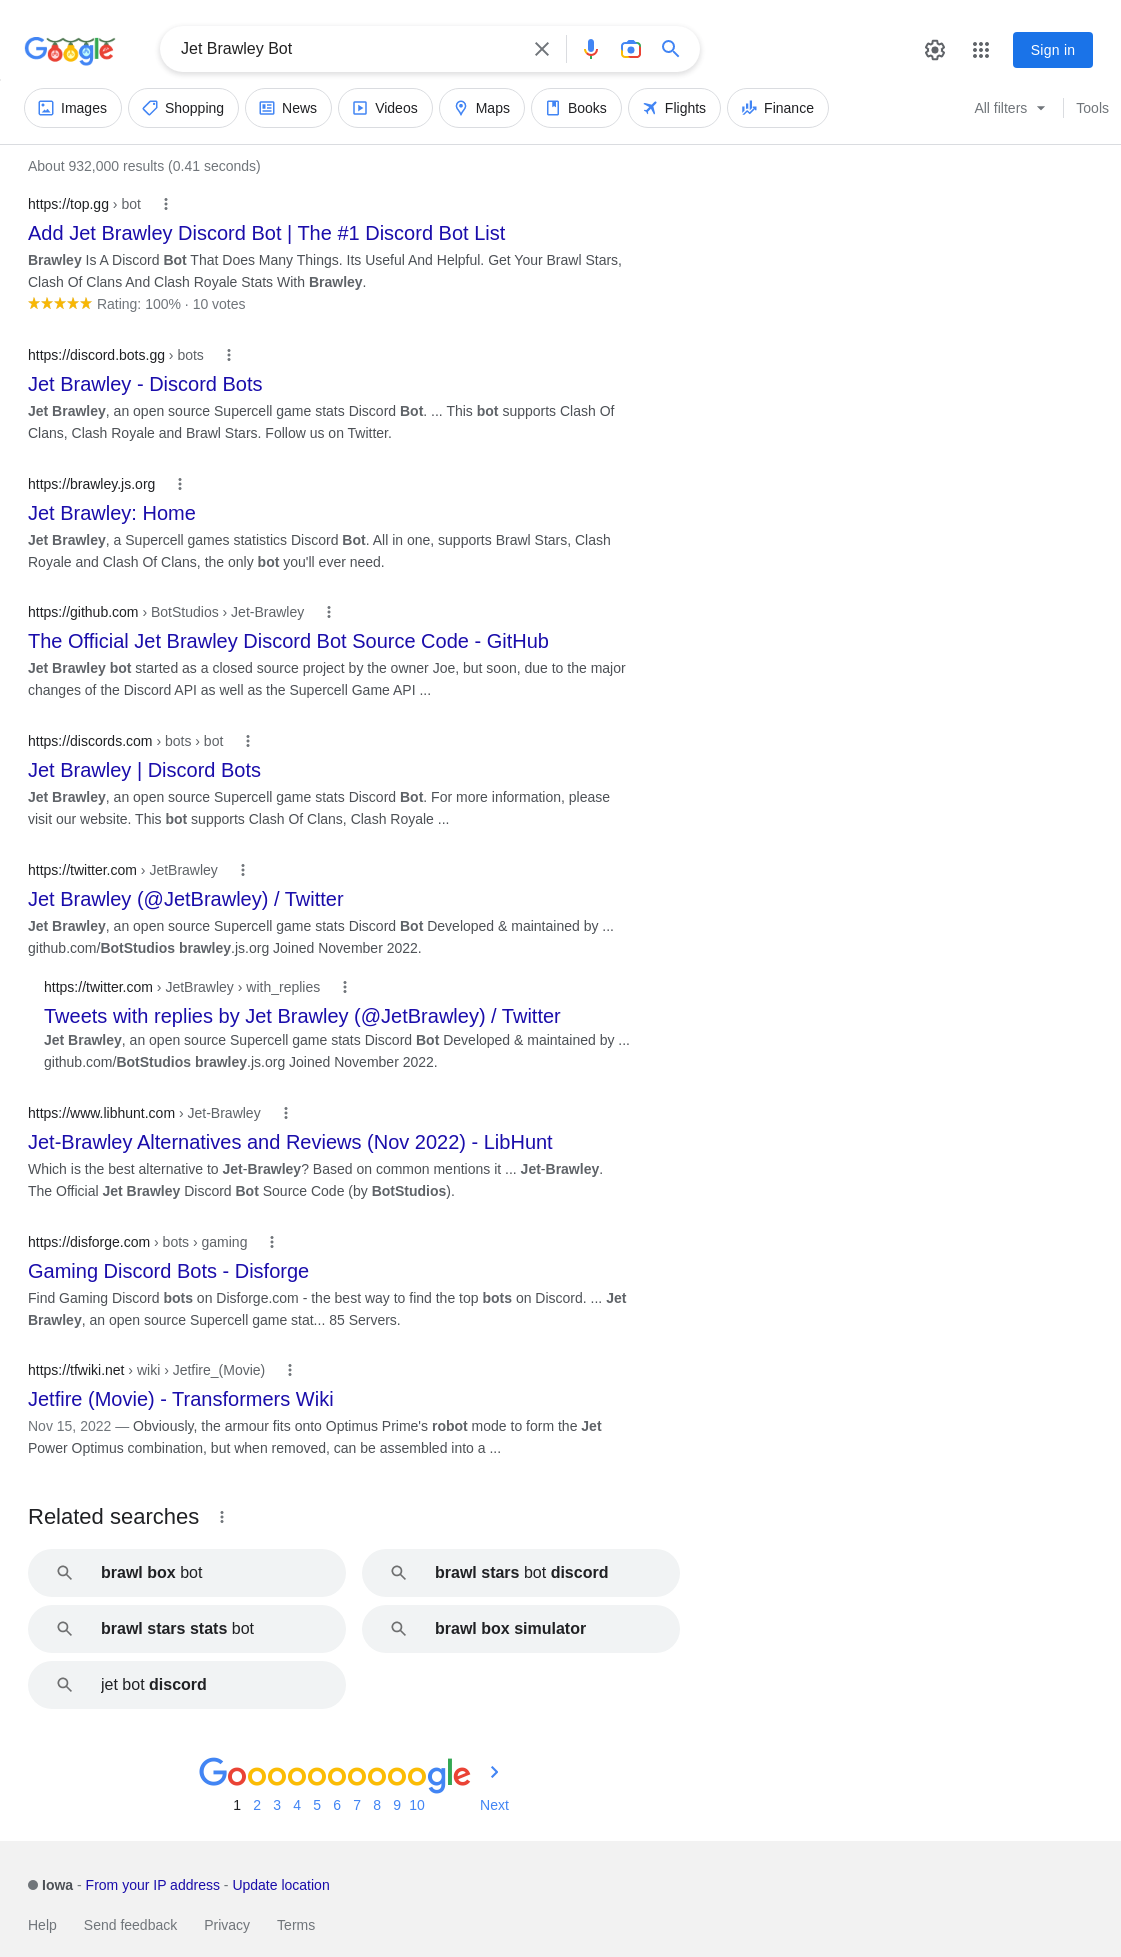 Google
Jet Brawley Bot
Sign in
Images Shopping News Videos Maps Books Flights Finance All filters Tools
About 932,000 results (0.41 seconds)
https://top.gg › bot
Add Jet Brawley Discord Bot | The #1 Discord Bot List
Brawley Is A Discord Bot That Does Many Things. Its Useful And Helpful. Get Your Brawl Stars,
Clash Of Clans And Clash Royale Stats With Brawley.
Rating: 100% · 10 votes
https://discord.bots.gg › bots
Jet Brawley - Discord Bots
Jet Brawley, an open source Supercell game stats Discord Bot. ... This bot supports Clash Of
Clans, Clash Royale and Brawl Stars. Follow us on Twitter.
https://brawley.js.org
Jet Brawley: Home
Jet Brawley, a Supercell games statistics Discord Bot. All in one, supports Brawl Stars, Clash
Royale and Clash Of Clans, the only bot you'll ever need.
https://github.com › BotStudios › Jet-Brawley
The Official Jet Brawley Discord Bot Source Code - GitHub
Jet Brawley bot started as a closed source project by the owner Joe, but soon, due to the major
changes of the Discord API as well as the Supercell Game API ...
https://discords.com › bots › bot
Jet Brawley | Discord Bots
Jet Brawley, an open source Supercell game stats Discord Bot. For more information, please
visit our website. This bot supports Clash Of Clans, Clash Royale ...
https://twitter.com › JetBrawley
Jet Brawley (@JetBrawley) / Twitter
Jet Brawley, an open source Supercell game stats Discord Bot Developed & maintained by ...
github.com/BotStudios brawley.js.org Joined November 2022.
https://twitter.com › JetBrawley › with_replies
Tweets with replies by Jet Brawley (@JetBrawley) / Twitter
Jet Brawley, an open source Supercell game stats Discord Bot Developed & maintained by ...
github.com/BotStudios brawley.js.org Joined November 2022.
https://www.libhunt.com › Jet-Brawley
Jet-Brawley Alternatives and Reviews (Nov 2022) - LibHunt
Which is the best alternative to Jet-Brawley? Based on common mentions it ... Jet-Brawley.
The Official Jet Brawley Discord Bot Source Code (by BotStudios).
https://disforge.com › bots › gaming
Gaming Discord Bots - Disforge
Find Gaming Discord bots on Disforge.com - the best way to find the top bots on Discord. ... Jet
Brawley, an open source Supercell game stat... 85 Servers.
https://tfwiki.net › wiki › Jetfire_(Movie)
Jetfire (Movie) - Transformers Wiki
Nov 15, 2022 — Obviously, the armour fits onto Optimus Prime's robot mode to form the Jet
Power Optimus combination, but when removed, can be assembled into a ...
Related searches
brawl box bot brawl stars bot discord
brawl stars stats bot brawl box simulator
jet bot discord
Goooooooooogle
1 2 3 4 5 6 7 8 9 10 Next
Iowa - From your IP address - Update location
Help Send feedback Privacy Terms